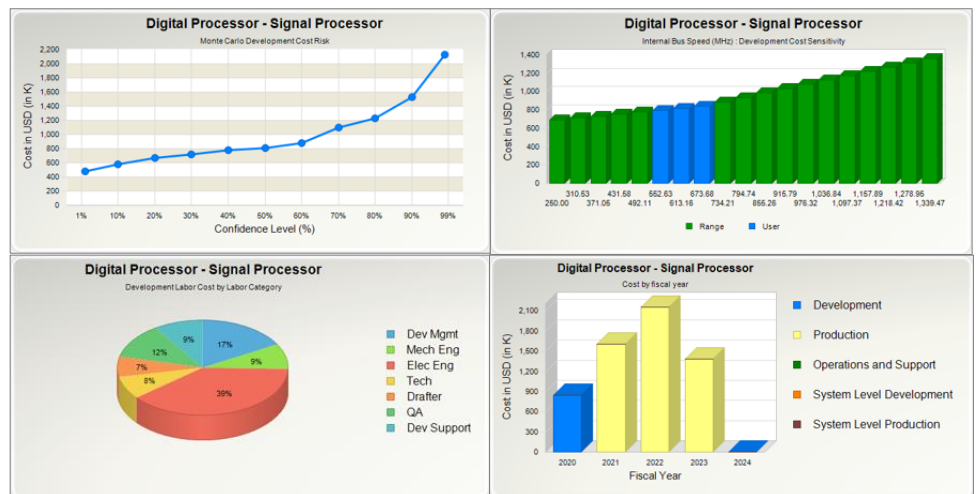 Digital Processor - Signal Processor
Monte Carlo Development Cost Risk
Cost in USD (in K)
2,200
2,000
1,800
1,600
1,400
1,200
1,000
800
600
400
200
0
1% 10% 20% 30% 40% 50% 60% 70% 80% 90% 99%
Confidence Level (%)
Digital Processor - Signal Processor
Internal Bus Speed (MHz) : Development Cost Sensitivity
Cost in USD (in K)
1,400
1,200
1,000
800
600
400
200
0
310.53 431.58 552.63 673.68 794.74 915.79 1,036.84 1,157.89 1,278.95
250.00 371.05 492.11 613.16 734.21 855.26 976.32 1,097.37 1,218.42 1,339.47
Range User
Digital Processor - Signal Processor
Development Labor Cost by Labor Category
9%
17%
12%
9%
7%
8%
39%
Dev Mgmt
Mech Eng
Elec Eng
Tech
Drafter
QA
Dev Support
Digital Processor - Signal Processor
Cost by fiscal year
Cost in USD (in K)
2,100
1,800
1,500
1,200
900
600
300
0
2020 2021 2022 2023 2024
Fiscal Year
Development
Production
Operations and Support
System Level Development
System Level Production